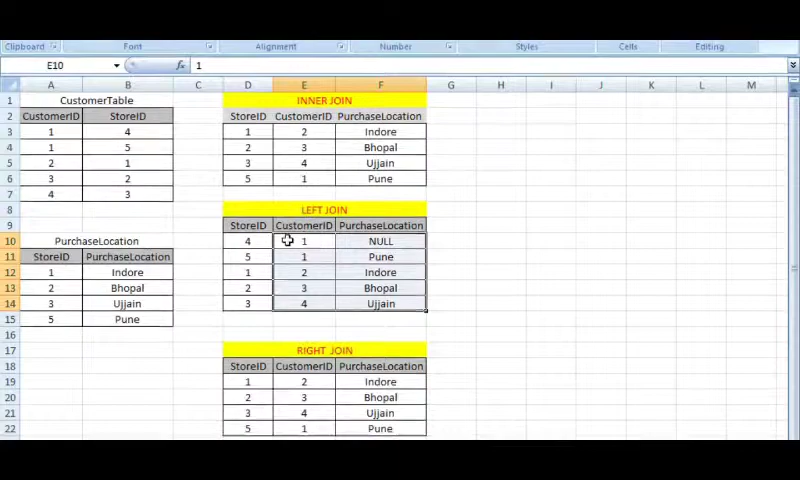 Clipboard Font Alignment Number Styles Cells Editing
E10 fx 1
A B C D E F G H I J K L M
1 CustomerTable INNER JOIN
2 CustomerID StoreID StoreID CustomerID PurchaseLocation
3 1 4 1 2 Indore
4 1 5 2 3 Bhopal
5 2 1 3 4 Ujjain
6 3 2 5 1 Pune
7 4 3
8 LEFT JOIN
9 StoreID CustomerID PurchaseLocation
10 PurchaseLocation 4 1 NULL
11 StoreID PurchaseLocation 5 1 Pune
12 1 Indore 1 2 Indore
13 2 Bhopal 2 3 Bhopal
14 3 Ujjain 3 4 Ujjain
15 5 Pune
16
17 RIGHT JOIN
18 StoreID CustomerID PurchaseLocation
19 1 2 Indore
20 2 3 Bhopal
21 3 4 Ujjain
22 5 1 Pune